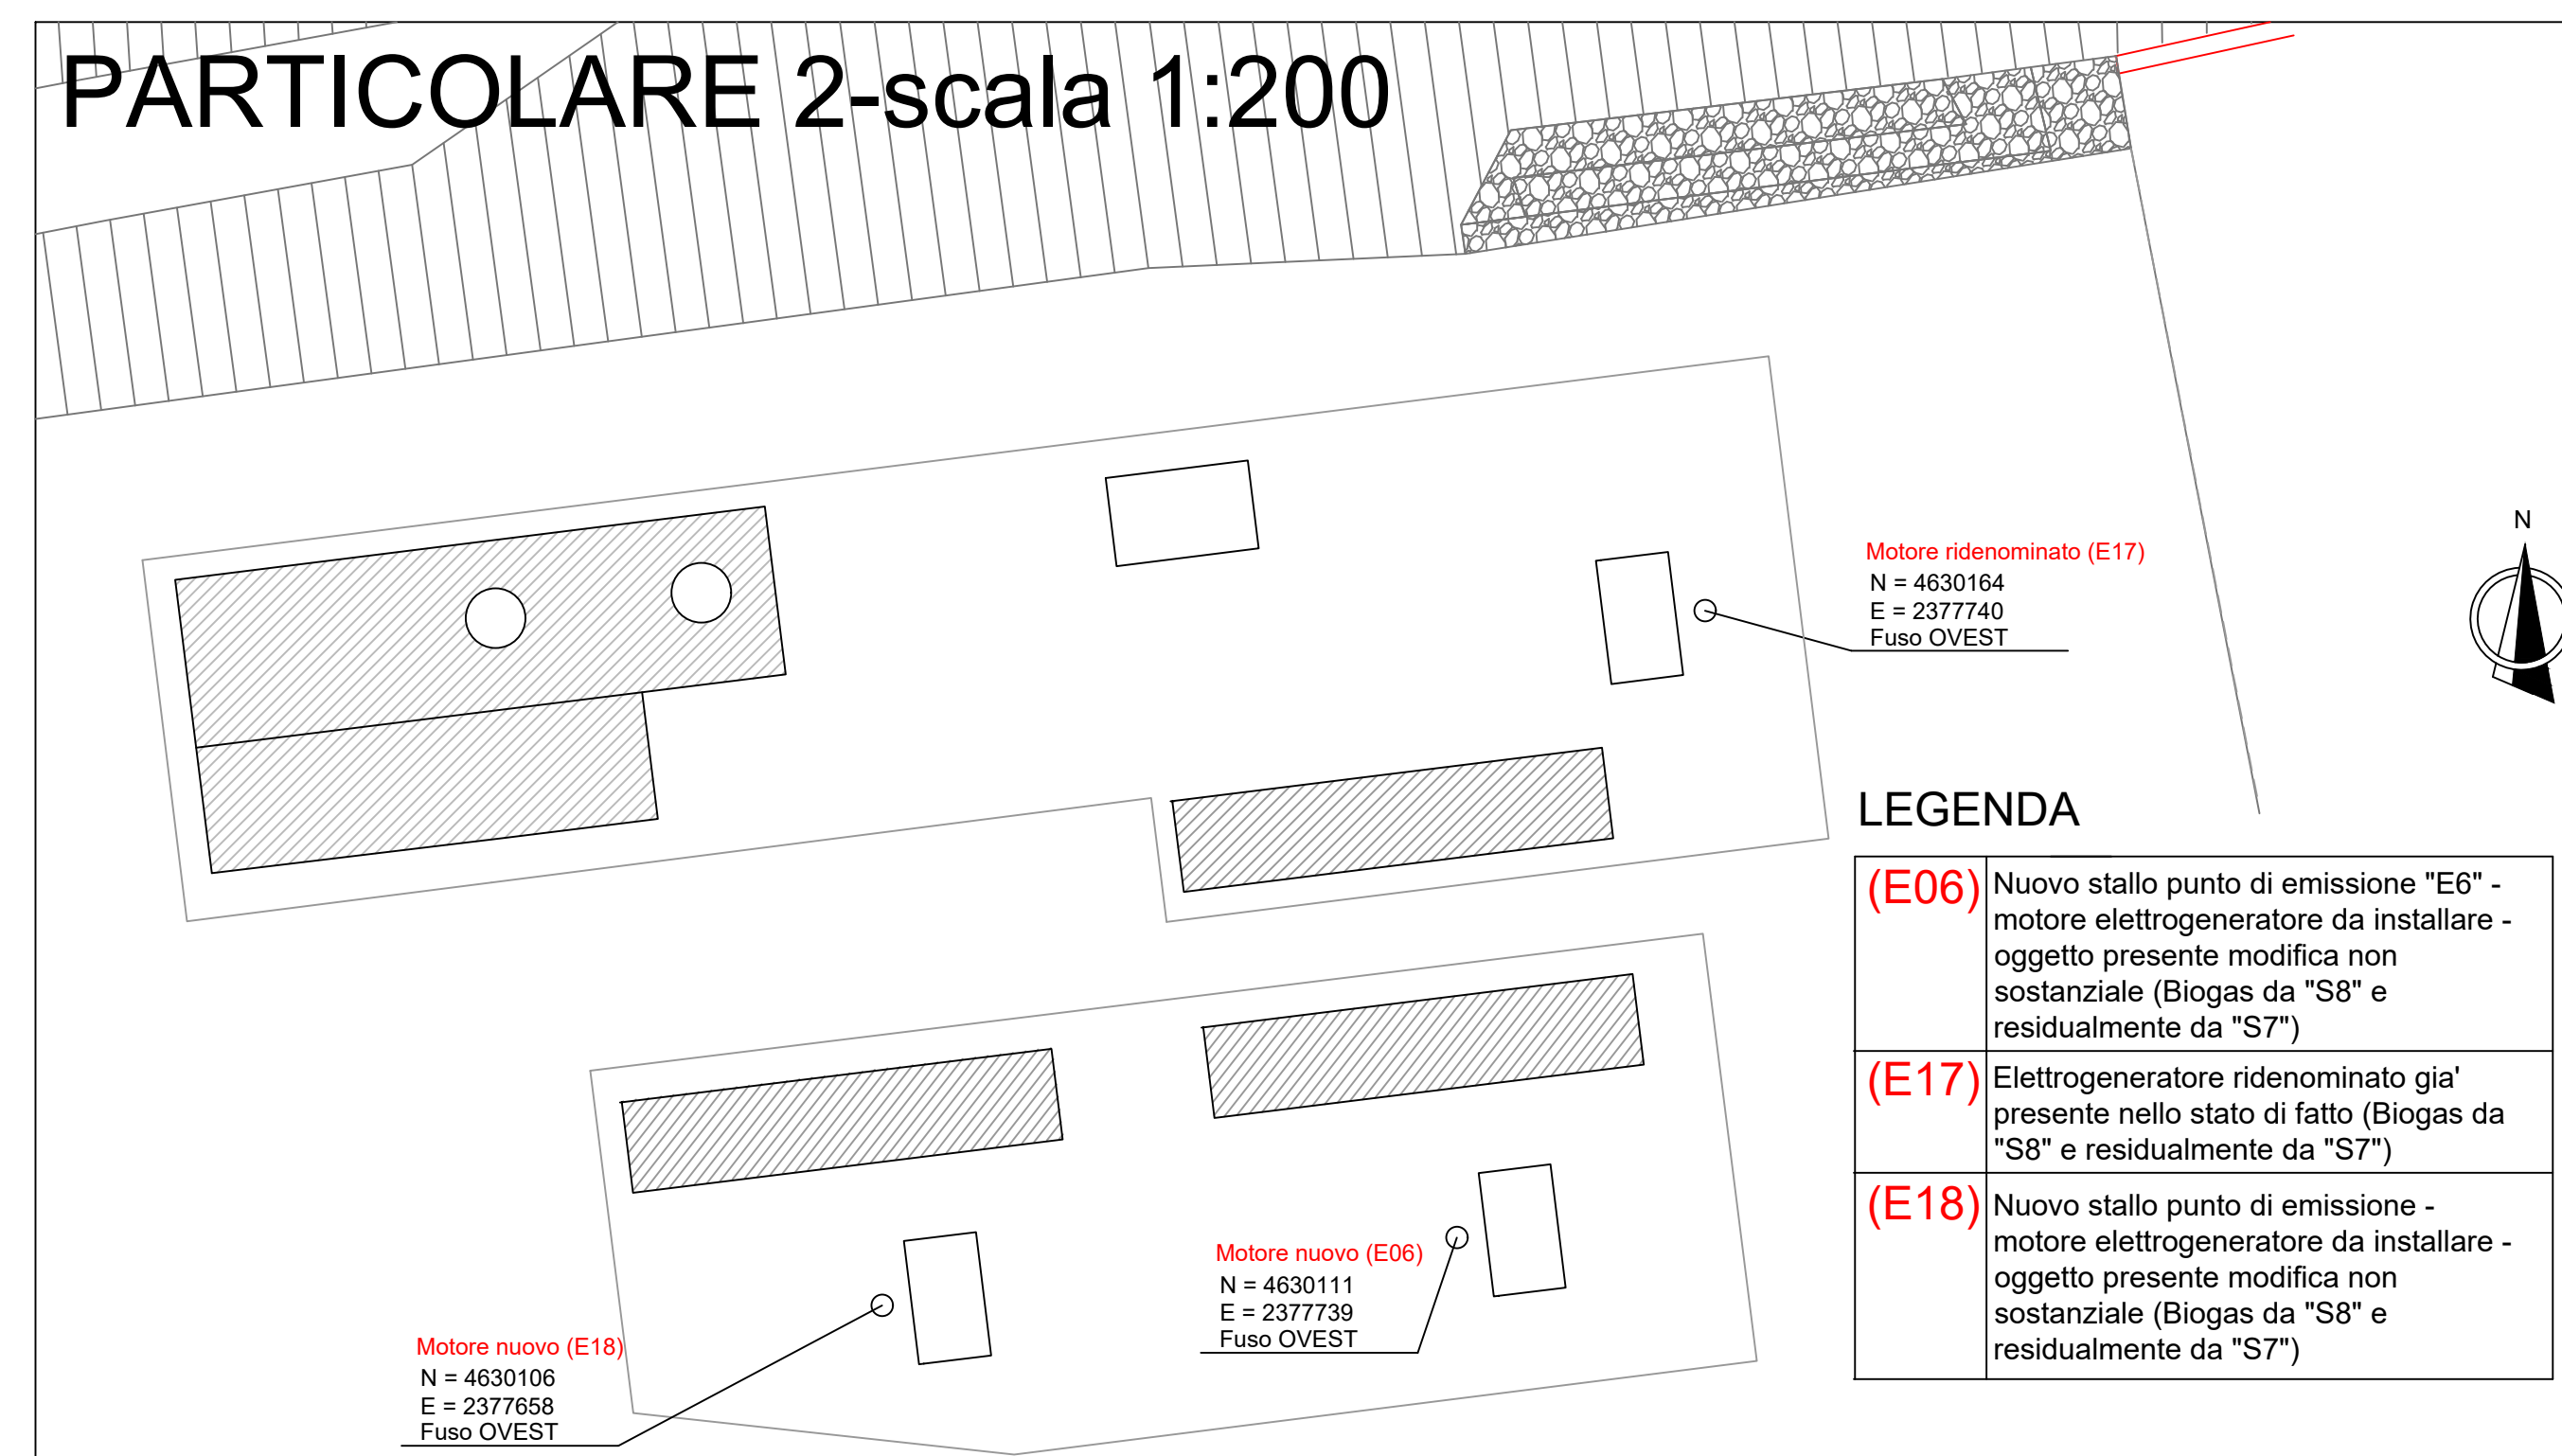 PARTICOLARE 2-scala 1:200
N
Motore ridenominato (E17)
N = 4630164
E = 2377740
Fuso OVEST
LEGENDA
(E06) Nuovo stallo punto di emissione "E6" -
motore elettrogeneratore da installare -
oggetto presente modifica non
sostanziale (Biogas da "S8" e
residualmente da "S7")
(E17) Elettrogeneratore ridenominato gia'
presente nello stato di fatto (Biogas da
"S8" e residualmente da "S7")
(E18) Nuovo stallo punto di emissione -
motore elettrogeneratore da installare -
oggetto presente modifica non
sostanziale (Biogas da "S8" e
residualmente da "S7")
Motore nuovo (E06)
N = 4630111
E = 2377739
Fuso OVEST
Motore nuovo (E18)
N = 4630106
E = 2377658
Fuso OVEST